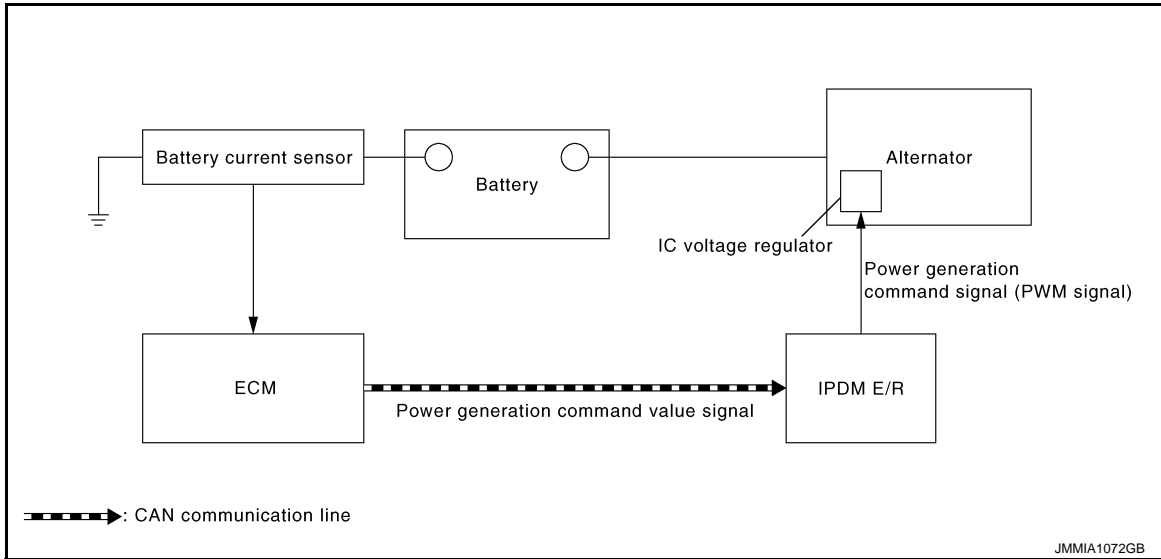 Battery current sensor
Battery
Alternator
IC voltage regulator
Power generation
command signal (PWM signal)
ECM
IPDM E/R
Power generation command value signal
: CAN communication line
JMMIA1072GB